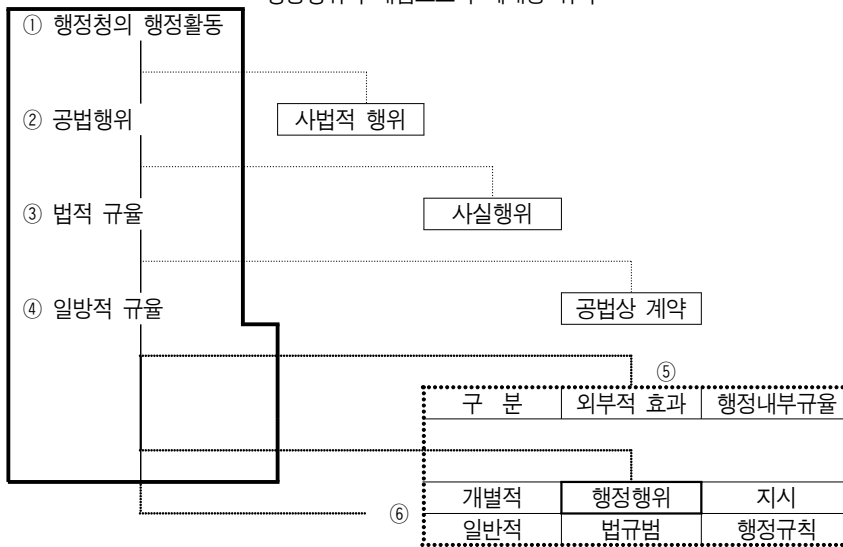 ① 행정청의 행정활동
② 공법행위 사법적 행위
③ 법적 규율 사실행위
④ 일방적 규율 공법상 계약
⑤
구 분 외부적 효과 행정내부규율
개별적 행정행위 지시
⑥
일반적 법규범 행정규칙